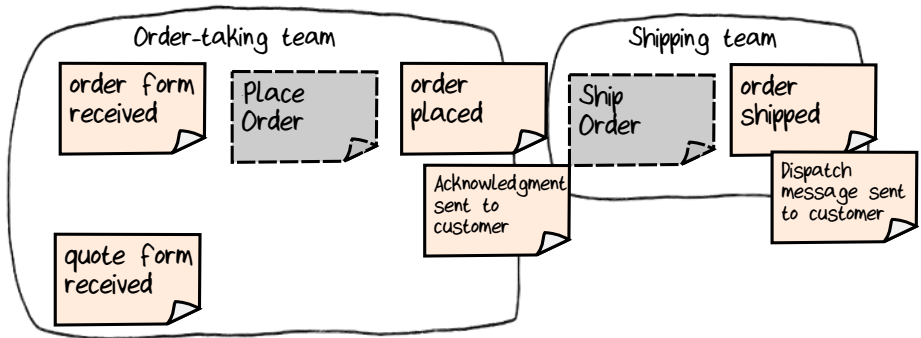 Order-taking team
order form
received
Place
Order
order
placed
Acknowledgment
sent to
customer
quote form
received
Shipping team
Ship
Order
order
shipped
Dispatch
message sent
to customer